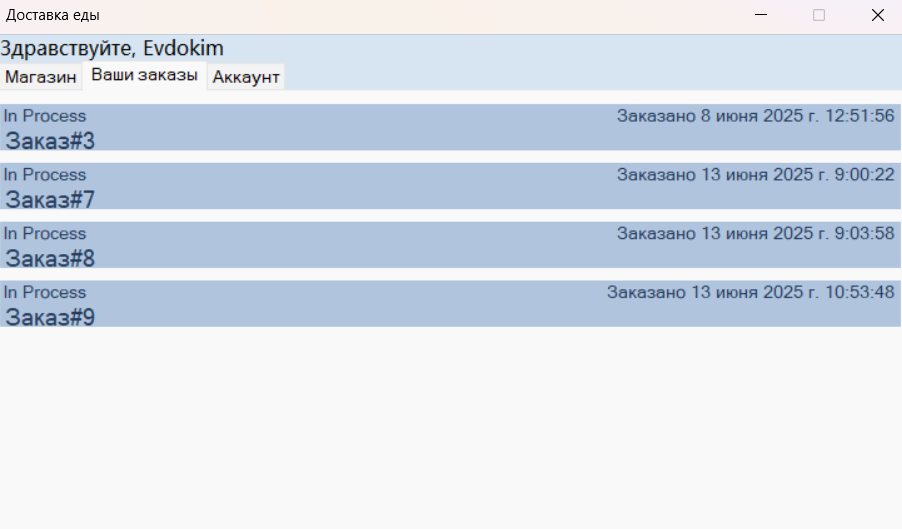 Доставка еды
Здравствуйте, Evdokim
Магазин Ваши заказы Аккаунт
In Process Заказано 8 июня 2025 г. 12:51:56
Заказ#3
In Process Заказано 13 июня 2025 г. 9:00:22
Заказ#7
In Process Заказано 13 июня 2025 г. 9:03:58
Заказ#8
In Process Заказано 13 июня 2025 г. 10:53:48
Заказ#9